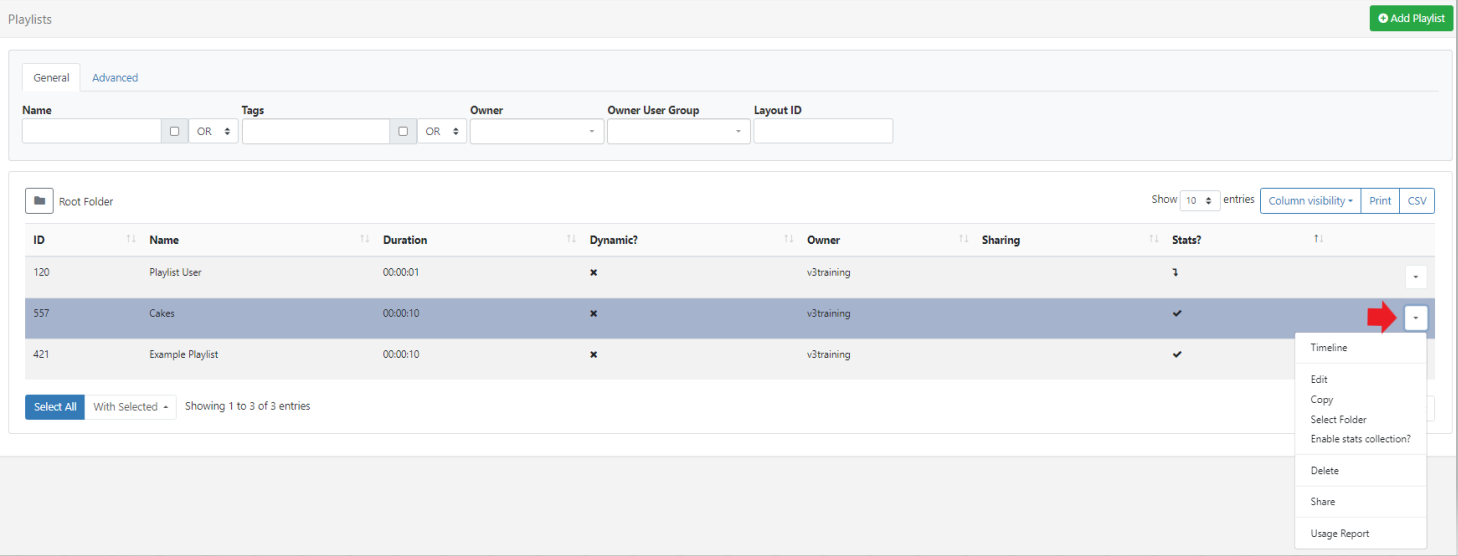 Playlists
Add Playlist
General Advanced
Name Tags Owner Owner User Group Layout ID
OR OR
Root Folder Show 10 entries Column visibility Print CSV
ID Name Duration Dynamic? Owner Sharing Stats?
120 Playlist User 00:00:01 v3training
557 Cakes 00:00:10 v3training
421 Example Playlist 00:00:10 v3training
Select All With Selected Showing 1 to 3 of 3 entries
Timeline
Edit
Copy
Select Folder
Enable stats collection?
Delete
Share
Usage Report